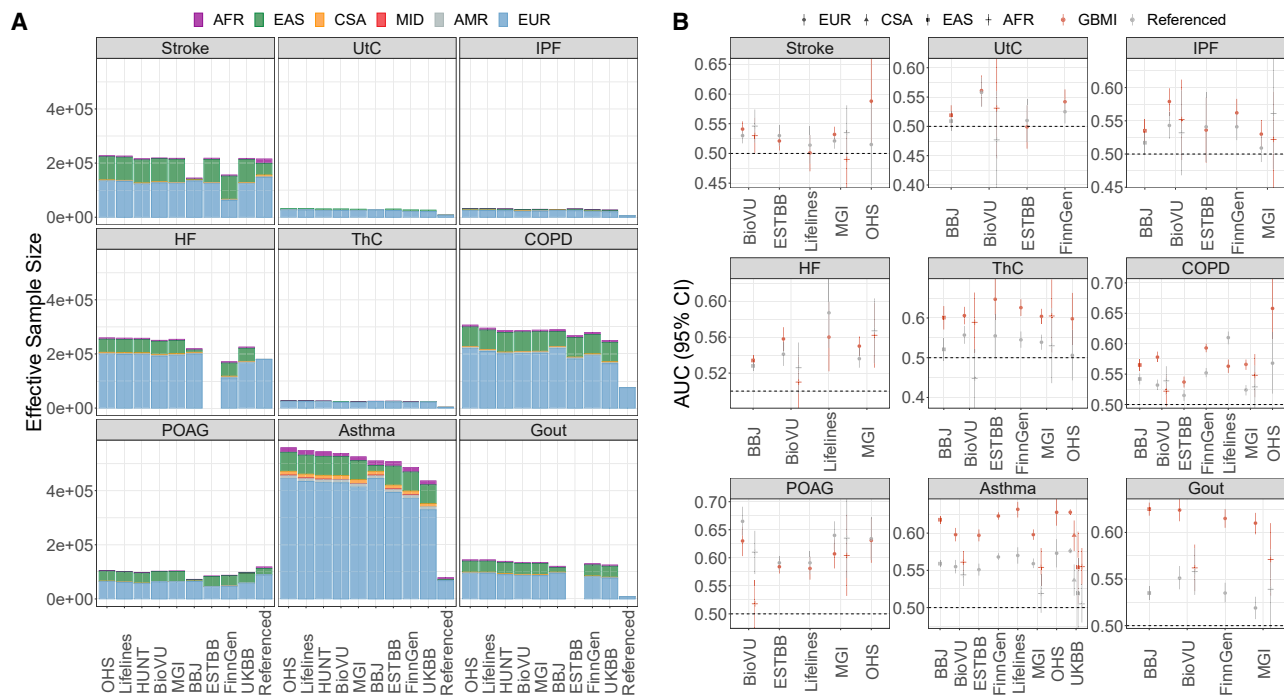 A
AFR EAS CSA MID AMR EUR
Stroke UtC IPF
4e+05
2e+05
0e+00
HF ThC COPD
4e+05
2e+05
0e+00
POAG Asthma Gout
4e+05
2e+05
0e+00
Effective Sample Size
OHS Lifelines HUNT BioVU MGI BBJ ESTBB FinnGen UKBB Referenced
OHS Lifelines HUNT BioVU MGI BBJ ESTBB FinnGen UKBB Referenced
OHS Lifelines HUNT BioVU MGI BBJ ESTBB FinnGen UKBB Referenced
B
EUR CSA EAS AFR GBMI Referenced
AUC (95% CI)
Stroke
0.65
0.60
0.55
0.50
0.45
BioVU ESTBB Lifelines MGI OHS
UtC
0.60
0.55
0.50
0.45
0.40
BBJ BioVU ESTBB FinnGen
IPF
0.60
0.55
0.50
0.45
BBJ BioVU ESTBB FinnGen MGI
HF
0.60
0.56
0.52
BBJ BioVU Lifelines MGI
ThC
0.6
0.5
0.4
BBJ BioVU ESTBB FinnGen MGI OHS
COPD
0.70
0.65
0.60
0.55
0.50
BBJ BioVU ESTBB FinnGen Lifelines MGI OHS
POAG
0.70
0.65
0.60
0.55
0.50
BioVU ESTBB Lifelines MGI OHS
Asthma
0.60
0.55
0.50
BBJ BioVU ESTBB FinnGen Lifelines MGI OHS UKBB
Gout
0.60
0.55
0.50
BBJ BioVU FinnGen MGI